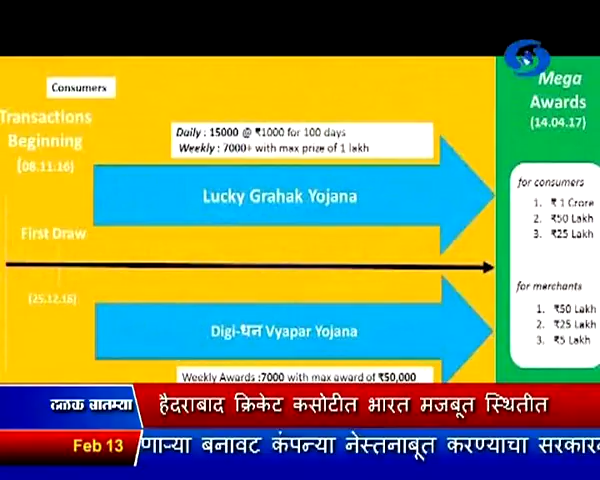 Consumers
Transactions
Beginning
(08.11.16)
First Draw
(25.12.16)
Daily : 15000 @ ₹1000 for 100 days
Weekly : 7000+ with max prize of 1 lakh
Lucky Grahak Yojana
Digi-धन Vyapar Yojana
Weekly Awards :7000 with max award of ₹50,000
Mega
Awards
(14.04.17)
for consumers
1. ₹ 1 Crore
2. ₹50 Lakh
3. ₹25 Lakh
for merchants
1. ₹50 Lakh
2. ₹25 Lakh
3. ₹5 Lakh
ठळक बातम्या
हैदराबाद क्रिकेट कसोटीत भारत मजबूत स्थितीत
Feb 13
णाऱ्या बनावट कंपन्या नेस्तनाबूत करण्याचा सरकार